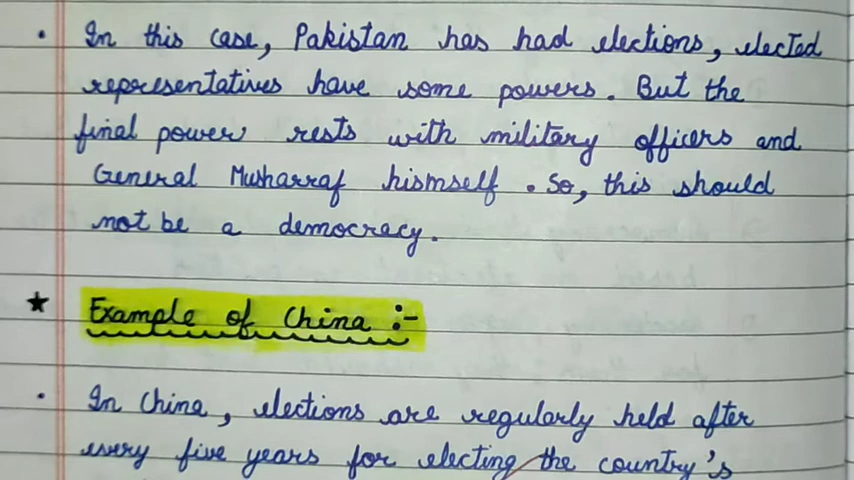 • In this case, Pakistan has had elections, elected
representatives have some powers. But the
final power rests with military officers and
General Musharraf hismself. So, this should
not be a democracy.
★ Example of China :-
• In China, elections are regularly held after
every five years for electing the country's